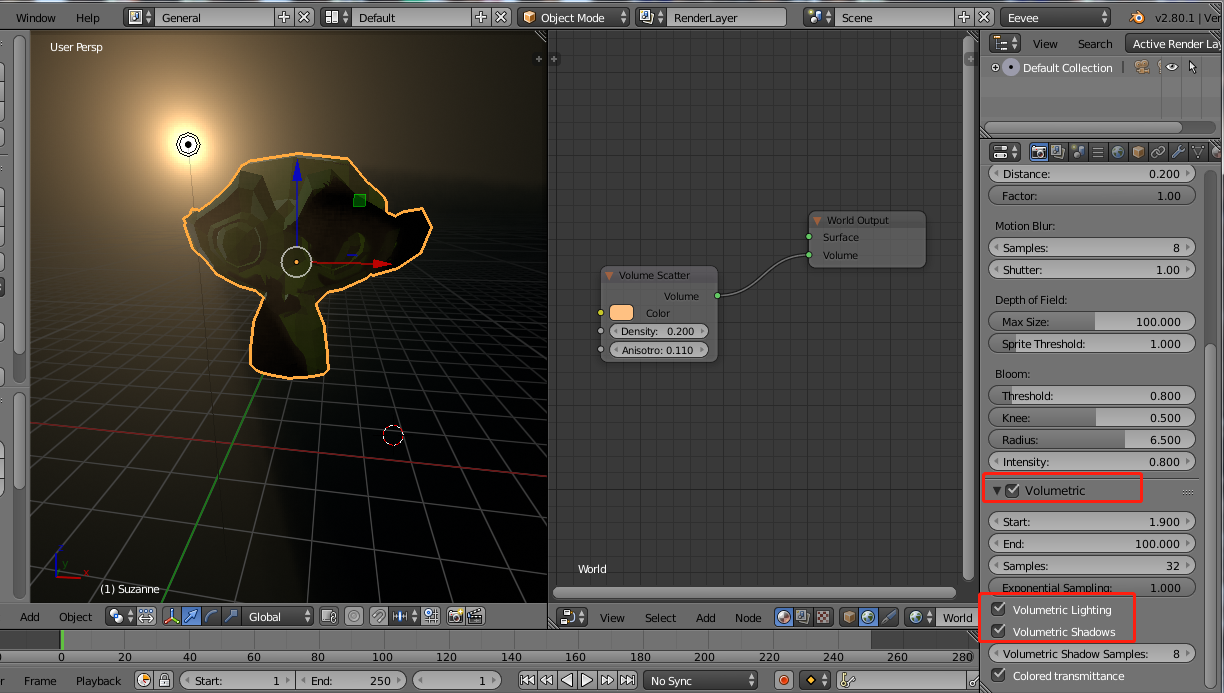 Window Help General Default Object Mode RenderLayer Scene Eevee v2.80.1 | Ver
User Persp
(1) Suzanne
Add Object Global
World Output
Surface
Volume
Volume Scatter
Volume
Color
Density: 0.200
Anisotro: 0.110
World
View Select Add Node World
View Search Active Render La
Default Collection
Distance: 0.200
Factor: 1.00
Motion Blur:
Samples: 8
Shutter: 1.00
Depth of Field:
Max Size: 100.000
Sprite Threshold: 1.000
Bloom:
Threshold: 0.800
Knee: 0.500
Radius: 6.500
Intensity: 0.800
Volumetric
Start: 1.900
End: 100.000
Samples: 32
Exponential Sampling: 1.000
Volumetric Lighting
Volumetric Shadows
Volumetric Shadow Samples: 8
Colored transmittance
0 20 40 60 80 100 120 140 160 180 200 220 240 260 280
Frame Playback Start: 1 End: 250 1 No Sync